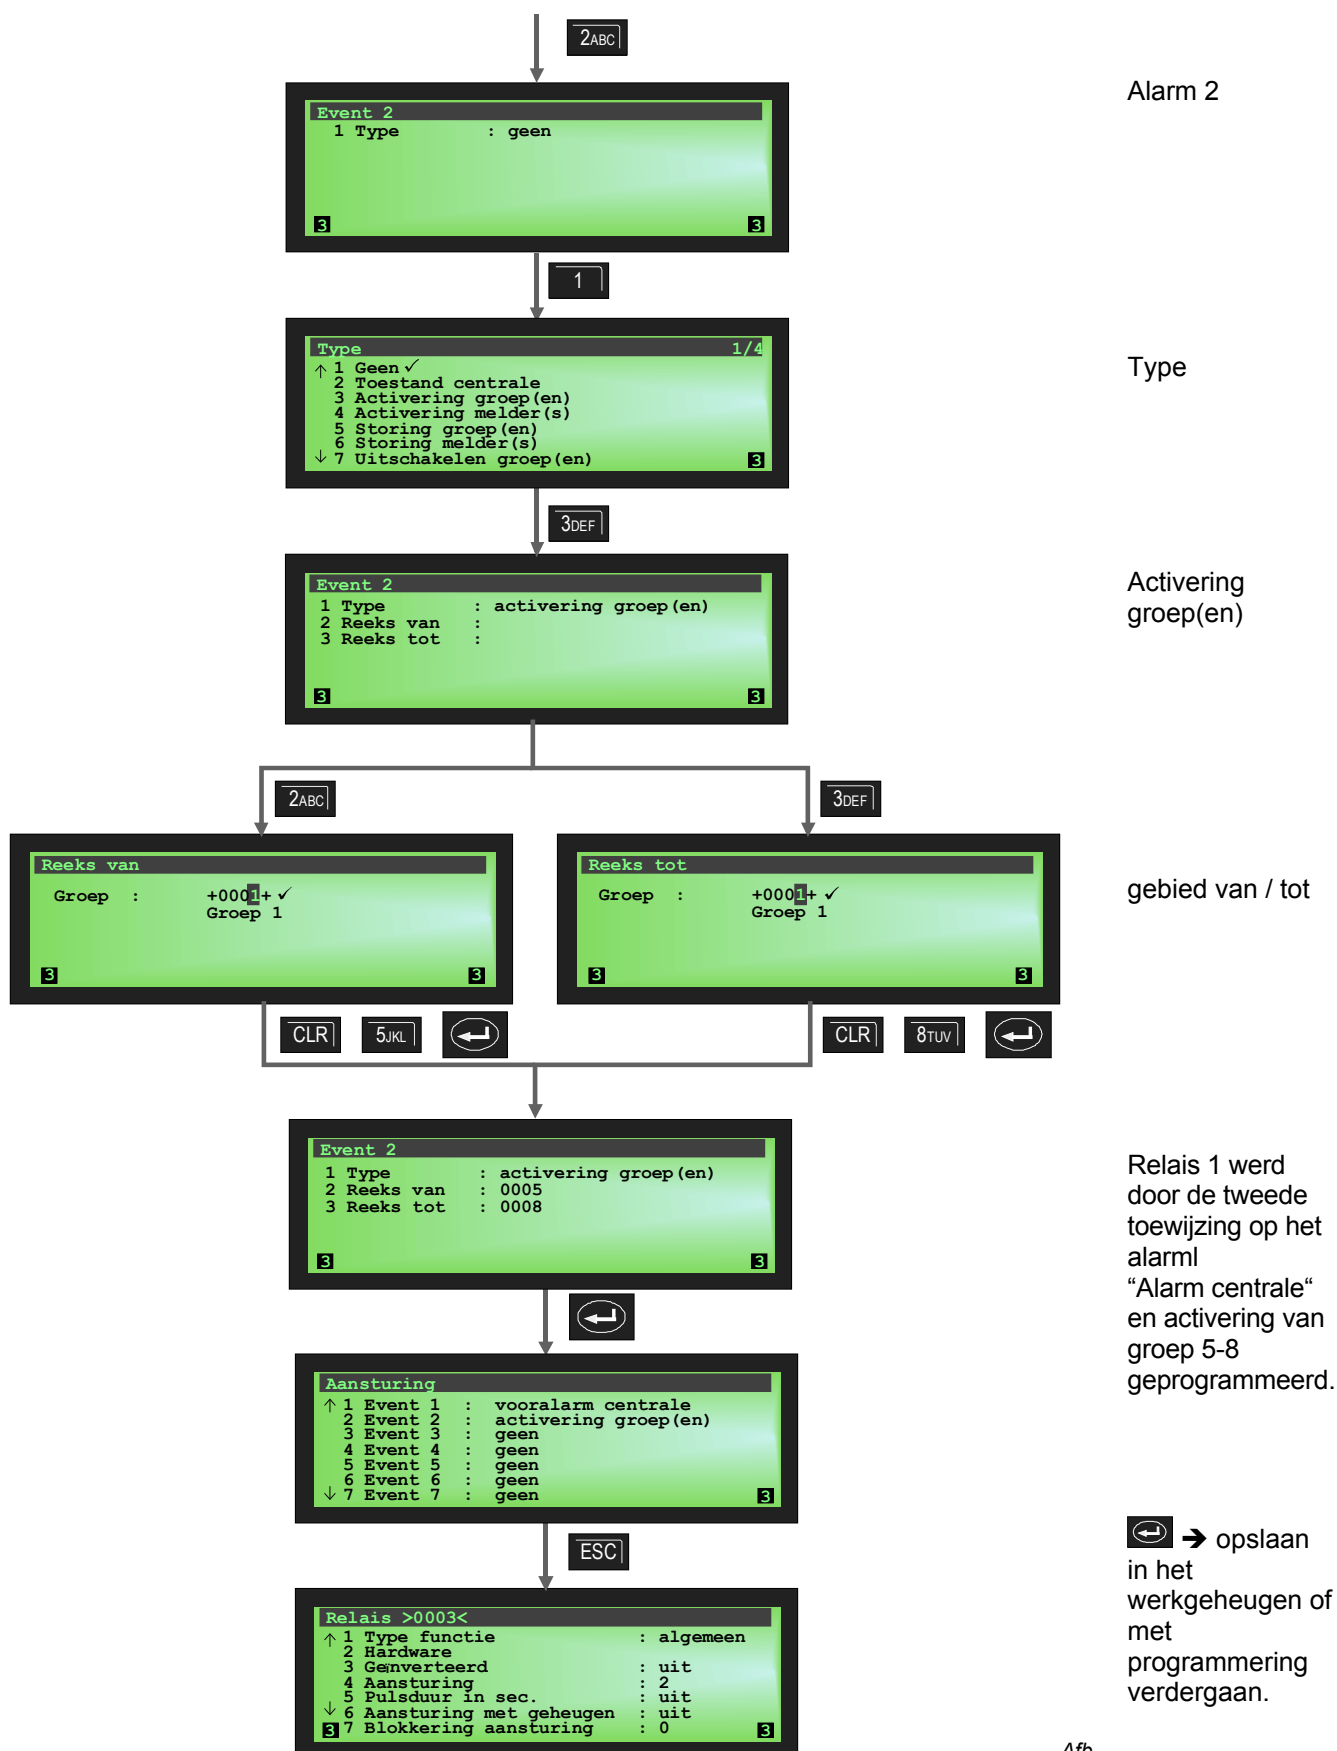 2ABC
Alarm 2
Event 2
1 Type : geen
3 3
1
Type 1/4
↑ 1 Geen ✓
2 Toestand centrale
3 Activering groep(en)
4 Activering melder(s)
5 Storing groep(en)
6 Storing melder(s)
↓ 7 Uitschakelen groep(en) 3
Type
3DEF
Event 2
1 Type : activering groep(en)
2 Reeks van :
3 Reeks tot :
3 3
Activering
groep(en)
2ABC
3DEF
Reeks van
Groep : +0001+ ✓
Groep 1
3 3
Reeks tot
Groep : +0001+ ✓
Groep 1
3 3
gebied van / tot
CLR 5JKL
CLR 8TUV
Event 2
1 Type : activering groep(en)
2 Reeks van : 0005
3 Reeks tot : 0008
3 3
Relais 1 werd
door de tweede
toewijzing op het
alarml
“Alarm centrale“
en activering van
groep 5-8
geprogrammeerd.
Aansturing
↑ 1 Event 1 : vooralarm centrale
2 Event 2 : activering groep(en)
3 Event 3 : geen
4 Event 4 : geen
5 Event 5 : geen
6 Event 6 : geen
↓ 7 Event 7 : geen 3
ESC
➔ opslaan
in het
werkgeheugen of
met
programmering
verdergaan.
Relais >0003<
↑ 1 Type functie : algemeen
2 Hardware
3 Geïnverteerd : uit
4 Aansturing : 2
5 Pulsduur in sec. : uit
↓ 6 Aansturing met geheugen : uit
3 7 Blokkering aansturing : 0 3
Afb